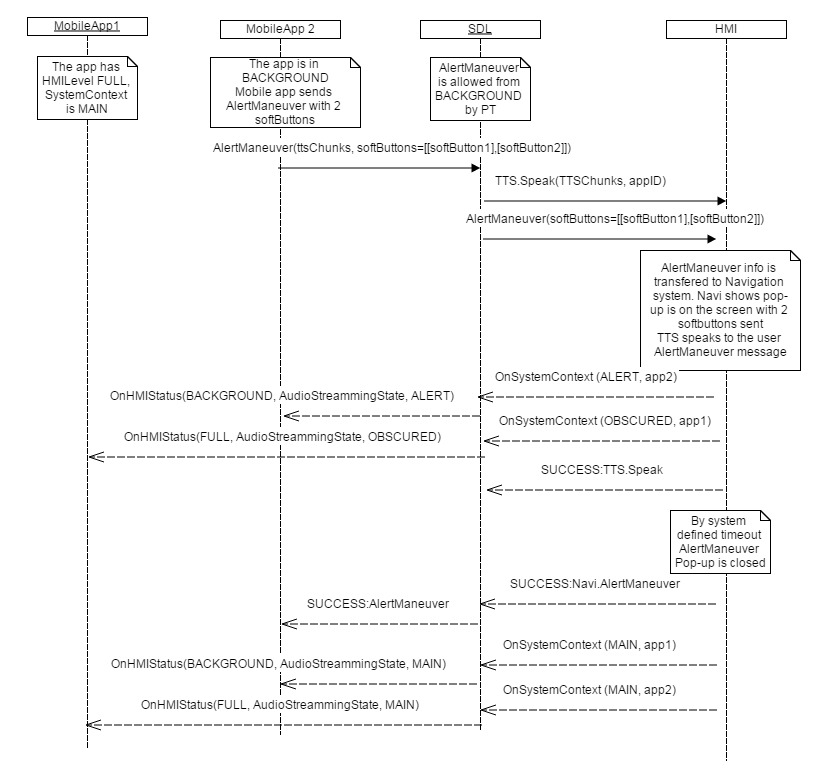 MobileApp1
MobileApp 2
SDL
HMI
The app has
HMILevel FULL,
SystemContext
is MAIN
The app is in
BACKGROUND
Mobile app sends
AlertManeuver with 2
softButtons
AlertManeuver
is allowed from
BACKGROUND
by PT
AlertManeuver(ttsChunks, softButtons=[[softButton1],[softButton2]])
TTS.Speak(TTSChunks, appID)
AlertManeuver(softButtons=[[softButton1],[softButton2]])
AlertManeuver info is
transfered to Navigation
system. Navi shows pop-
up is on the screen with 2
softbuttons sent
TTS speaks to the user
AlertManeuver message
OnSystemContext (ALERT, app2)
OnHMIStatus(BACKGROUND, AudioStreammingState, ALERT)
OnSystemContext (OBSCURED, app1)
OnHMIStatus(FULL, AudioStreammingState, OBSCURED)
SUCCESS:TTS.Speak
By system
defined timeout
AlertManeuver
Pop-up is closed
SUCCESS:Navi.AlertManeuver
SUCCESS:AlertManeuver
OnSystemContext (MAIN, app1)
OnHMIStatus(BACKGROUND, AudioStreammingState, MAIN)
OnSystemContext (MAIN, app2)
OnHMIStatus(FULL, AudioStreammingState, MAIN)